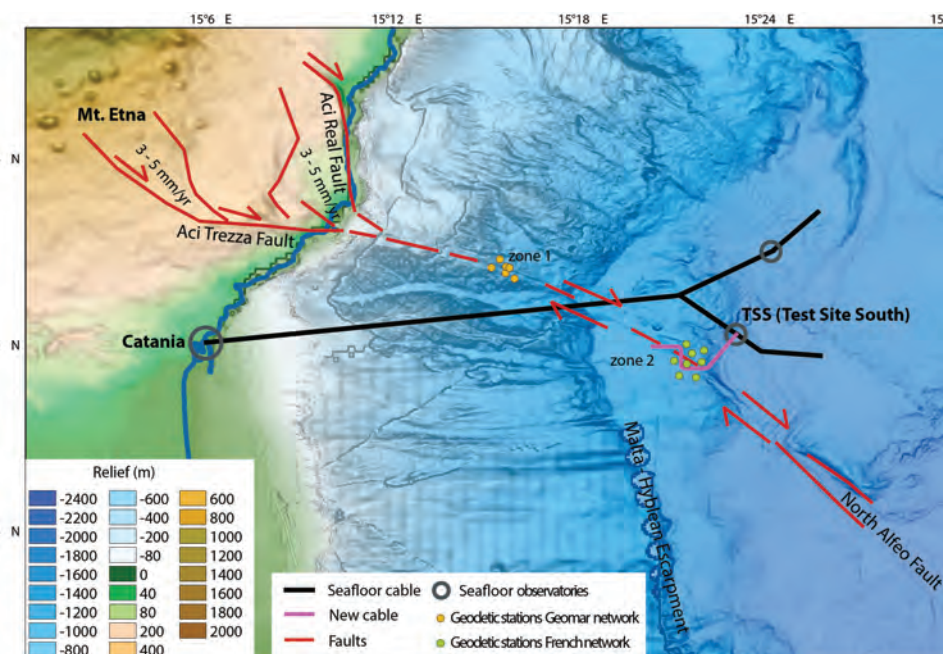 15°6' E
15°12 E
15°18 E
15°24 E
15°
N
N
N
Mt. Etna
3 - 5 mm/yr
Aci Real Fault
3 - 5 mm/yr
Aci Trezza Fault
zone 1
TSS (Test Site South)
Catania
zone 2
Malta - Hyblean Escarpment
North Alfeo Fault
Relief (m)
-2400 -600 600
-2200 -400 800
-2000 -200 1000
-1800 -80 1200
-1600 0 1400
-1400 40 1600
-1200 80 1800
-1000 200 2000
-800 400
Seafloor cable
Seafloor observatories
New cable
Geodetic stations Geomar network
Faults
Geodetic stations French network